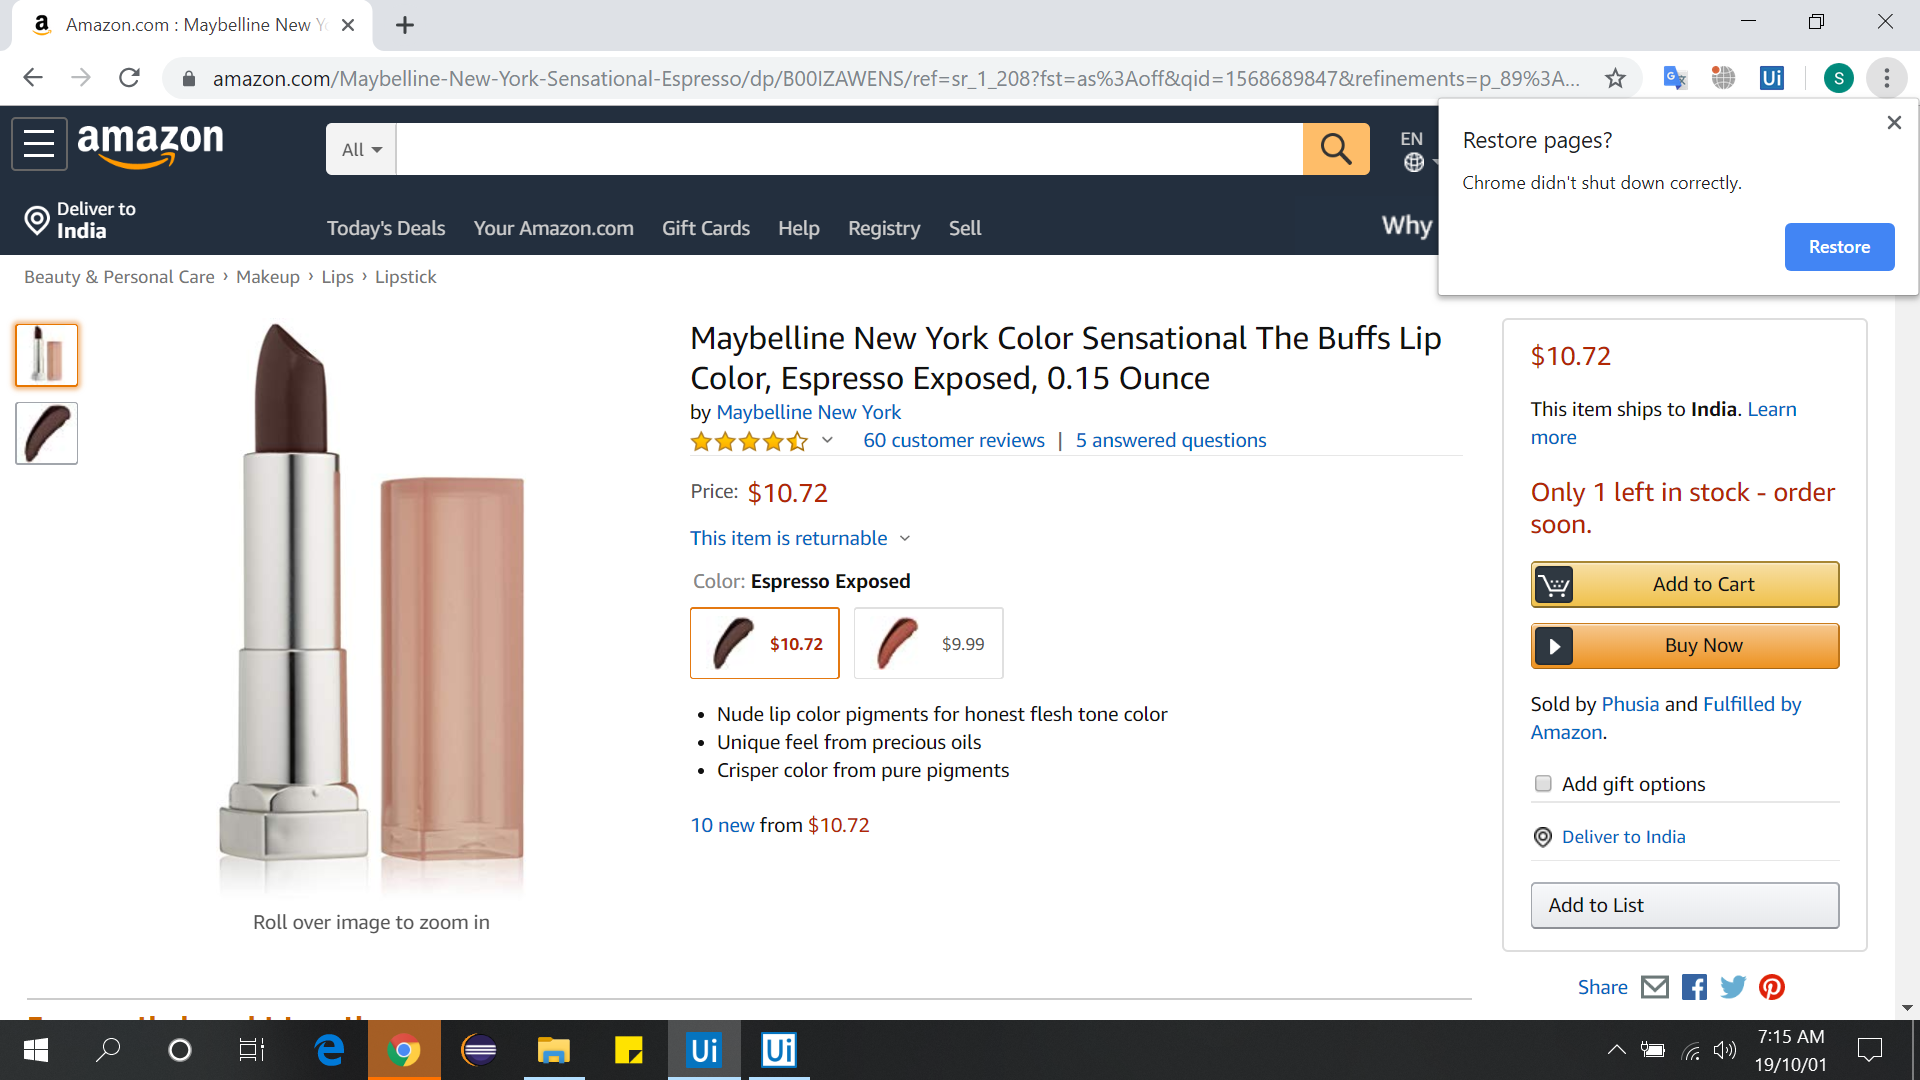 Amazon.com : Maybelline New Y
amazon.com/Maybelline-New-York-Sensational-Espresso/dp/B00IZAWENS/ref=sr_1_208?fst=as%3Aoff&qid=1568689847&refinements=p_89%3A...
S
Ui
Restore pages?
Chrome didn't shut down correctly.
Restore
amazon
All
EN
Deliver to
India
Today's Deals
Your Amazon.com
Gift Cards
Help
Registry
Sell
Why
Beauty & Personal Care › Makeup › Lips › Lipstick
Maybelline New York Color Sensational The Buffs Lip
Color, Espresso Exposed, 0.15 Ounce
by Maybelline New York
60 customer reviews | 5 answered questions
Price: $10.72
This item is returnable
Color: Espresso Exposed
$10.72
$9.99
• Nude lip color pigments for honest flesh tone color
• Unique feel from precious oils
• Crisper color from pure pigments
10 new from $10.72
Roll over image to zoom in
$10.72
This item ships to India. Learn
more
Only 1 left in stock - order
soon.
Add to Cart
Buy Now
Sold by Phusia and Fulfilled by
Amazon.
Add gift options
Deliver to India
Add to List
Share
Ui
Ui
7:15 AM
19/10/01